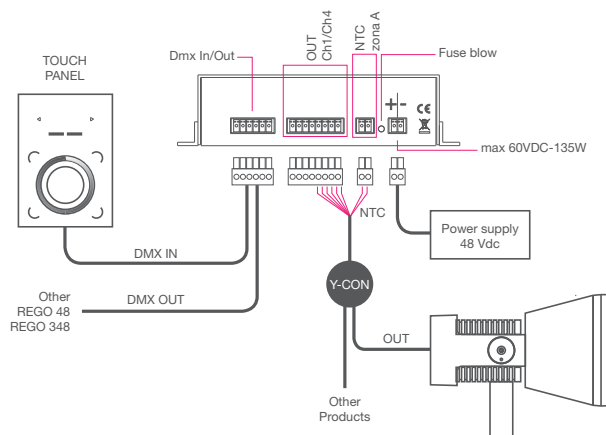 Dmx In/Out
OUT
Ch1/Ch4
NTC
zona A
Fuse blow
TOUCH
PANEL
+-
CE
max 60VDC-135W
NTC
Power supply
48 Vdc
DMX IN
Y-CON
Other
REGO 48
REGO 348
DMX OUT
OUT
Other
Products